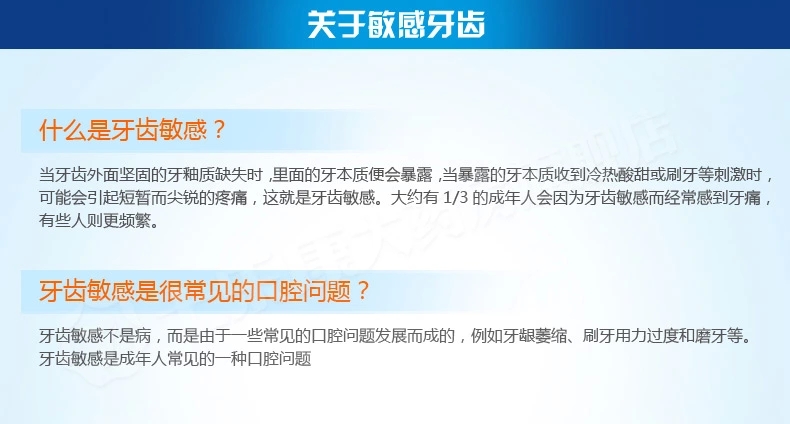 关于敏感牙齿
什么是牙齿敏感？
当牙齿外面坚固的牙釉质缺失时，里面的牙本质便会暴露，当暴露的牙本质收到冷热酸甜或刷牙等刺激时，
可能会引起短暂而尖锐的疼痛，这就是牙齿敏感。大约有 1/3 的成年人会因为牙齿敏感而经常感到牙痛，
有些人则更频繁。
牙齿敏感是很常见的口腔问题？
牙齿敏感不是病，而是由于一些常见的口腔问题发展而成的，例如牙龈萎缩、刷牙用力过度和磨牙等。
牙齿敏感是成年人常见的一种口腔问题